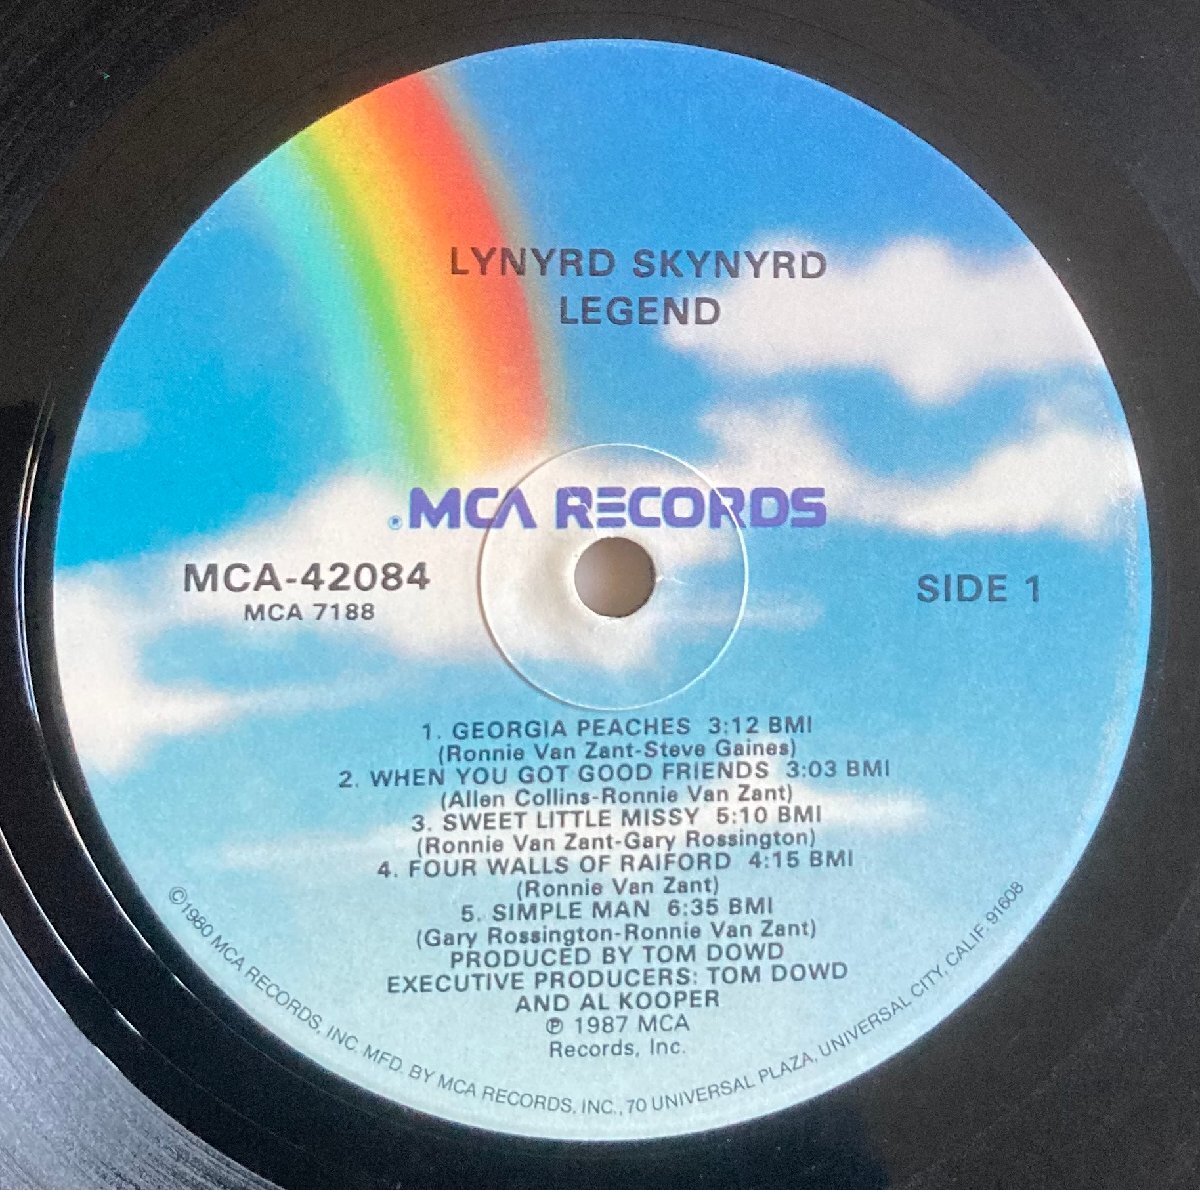 LYNYRD SKYNYRD
LEGEND
® MCA RECORDS
MCA-42084
MCA 7188
SIDE 1
1. GEORGIA PEACHES 3:12 BMI
(Ronnie Van Zant-Steve Gaines)
2. WHEN YOU GOT GOOD FRIENDS 3:03 BMI
(Allen Collins-Ronnie Van Zant)
3. SWEET LITTLE MISSY 5:10 BMI
(Ronnie Van Zant-Gary Rossington)
4. FOUR WALLS OF RAIFORD 4:15 BMI
(Ronnie Van Zant)
5. SIMPLE MAN 6:35 BMI
(Gary Rossington-Ronnie Van Zant)
PRODUCED BY TOM DOWD
EXECUTIVE PRODUCERS: TOM DOWD
AND AL KOOPER
℗ 1987 MCA
Records, Inc.
©1980 MCA RECORDS, INC. MFD. BY MCA RECORDS, INC., 70 UNIVERSAL PLAZA, UNIVERSAL CITY, CALIF. 91608